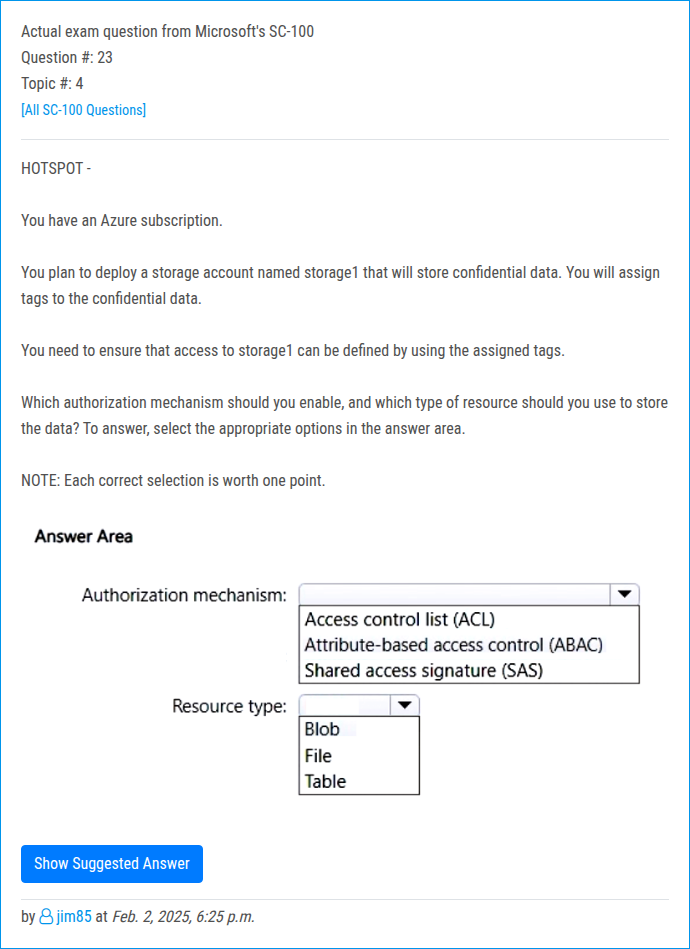 Actual exam question from Microsoft's SC-100
Question #: 23
Topic #: 4
[All SC-100 Questions]
HOTSPOT -
You have an Azure subscription.
You plan to deploy a storage account named storage1 that will store confidential data. You will assign
tags to the confidential data.
You need to ensure that access to storage1 can be defined by using the assigned tags.
Which authorization mechanism should you enable, and which type of resource should you use to store
the data? To answer, select the appropriate options in the answer area.
NOTE: Each correct selection is worth one point.
Answer Area
Authorization mechanism:
Access control list (ACL)
Attribute-based access control (ABAC)
Shared access signature (SAS)
Resource type:
Blob
File
Table
Show Suggested Answer
by jim85 at Feb. 2, 2025, 6:25 p.m.